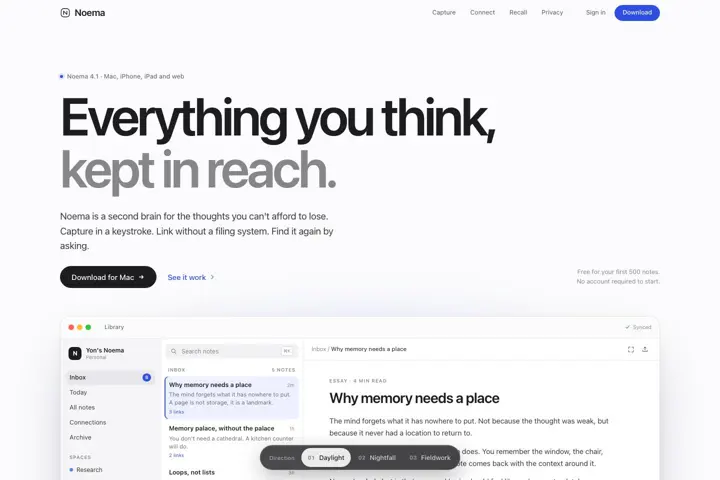 N Noema
Capture Connect Recall Privacy Sign in Download
Noema 4.1 · Mac, iPhone, iPad and web
Everything you think,
kept in reach.
Noema is a second brain for the thoughts you can't afford to lose.
Capture in a keystroke. Link without a filing system. Find it again by
asking.
Download for Mac → See it work
Free for your first 500 notes.
No account required to start.
Library
Synced
N
Yon's Noema
Personal
Inbox
Today
All notes
Connections
Archive
SPACES
Research
Search notes
INBOX 5 NOTES
Why memory needs a place 2m
The mind forgets what it has nowhere to put.
A page is not storage, it is a landmark.
3 links
Memory palace, without the palace
You don't need a cathedral. A kitchen counter
will do.
2 links
Loops, not lists
Inbox / Why memory needs a place
ESSAY · 4 MIN READ
Why memory needs a place
The mind forgets what it has nowhere to put. Not because the thought was weak, but
because it never had a location to return to.
does. You remember the window, the chair,
comes back with the context around it.
Direction 01 Daylight 02 Nightfall 03 Fieldwork